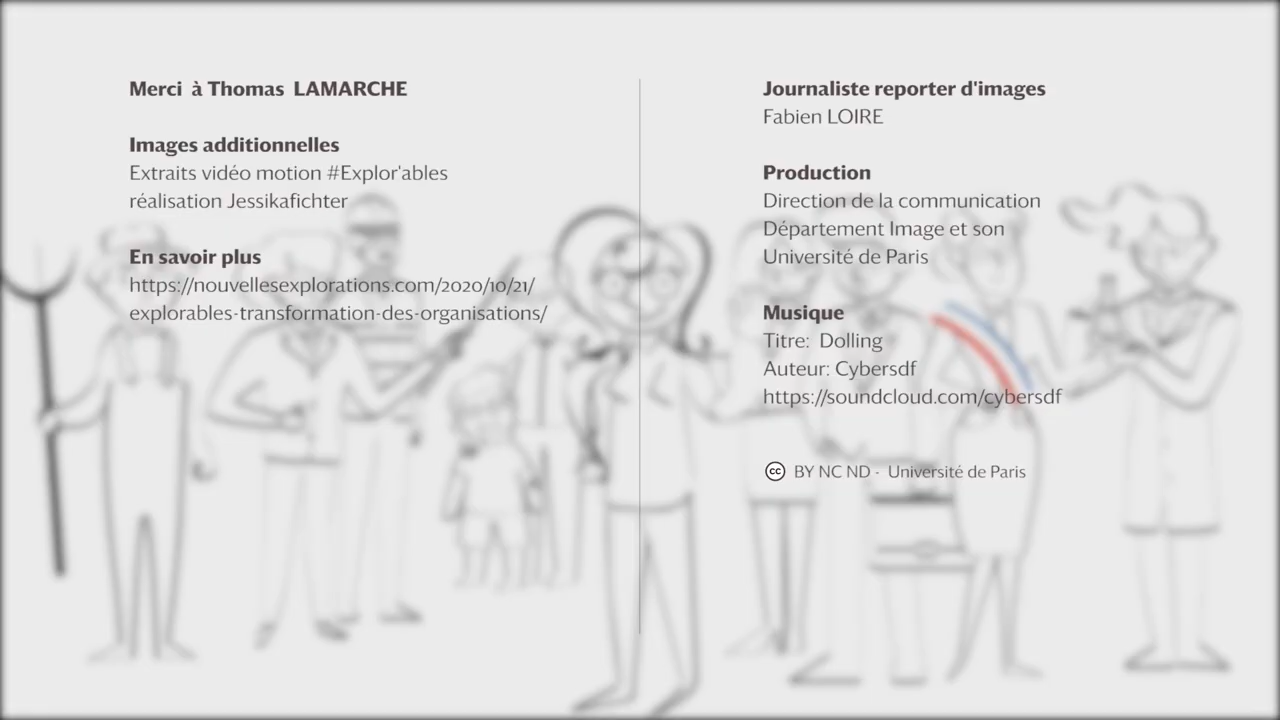 Merci à Thomas LAMARCHE
Images additionnelles
Extraits vidéo motion #Explor'ables
réalisation Jessikafichter
En savoir plus
https://nouvellesexplorations.com/2020/10/21/
explorables-transformation-des-organisations/
Journaliste reporter d'images
Fabien LOIRE
Production
Direction de la communication
Département Image et son
Université de Paris
Musique
Titre: Dolling
Auteur: Cybersdf
https://soundcloud.com/cybersdf
cc BY NC ND - Université de Paris